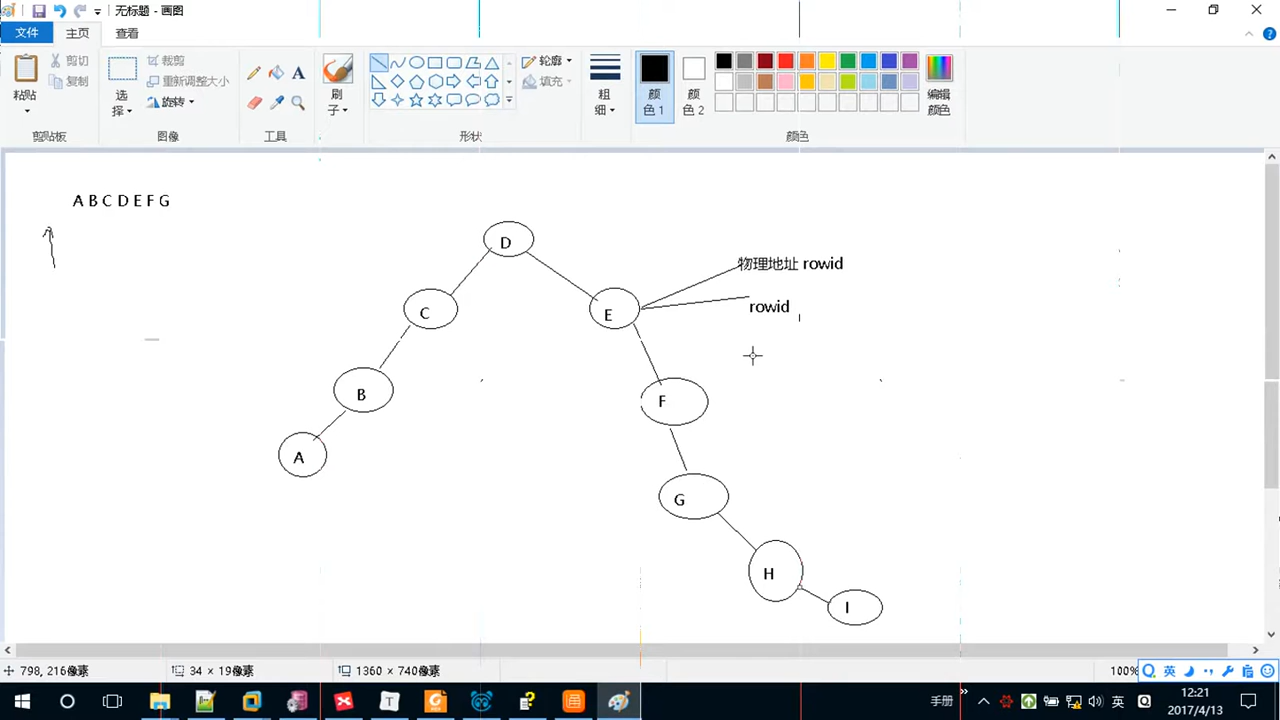 无标题 - 画图
文件 主页 查看
粘贴 剪切 复制
剪贴板
选择 裁剪 重新调整大小 旋转
图像
A
工具
刷子
形状
轮廓
填充
粗细
颜色 1
颜色 2
颜色
编辑颜色
A B C D E F G
D
物理地址 rowid
rowid
C
E
B
F
A
G
H
I
798, 216像素 34 × 19像素 1360 × 740像素 100%
英
手册 英 12:21
2017/4/13